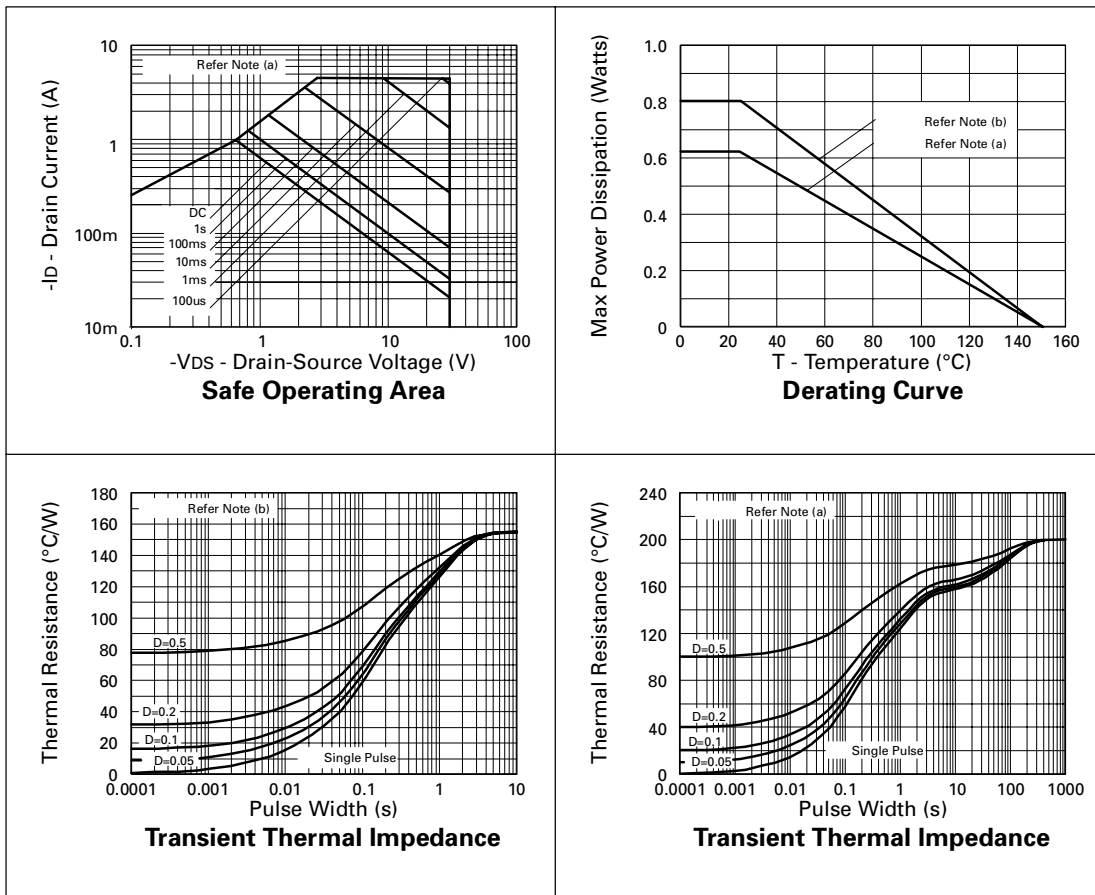 10
1
100m
10m
-ID - Drain Current (A)
Refer Note (a)
DC
1s
100ms
10ms
1ms
100us
0.1
1
10
100
-VDS - Drain-Source Voltage (V)
Safe Operating Area
1.0
0.8
0.6
0.4
0.2
0
Max Power Dissipation (Watts)
Refer Note (b)
Refer Note (a)
0
20
40
60
80
100
120
140
160
T - Temperature (°C)
Derating Curve
180
160
140
120
100
80
60
40
20
0
Thermal Resistance (°C/W)
Refer Note (b)
D=0.5
D=0.2
D=0.1
D=0.05
Single Pulse
0.0001
0.001
0.01
0.1
1
10
Pulse Width (s)
Transient Thermal Impedance
240
200
160
120
80
40
0
Thermal Resistance (°C/W)
Refer Note (a)
D=0.5
D=0.2
D=0.1
D=0.05
Single Pulse
0.0001
0.001
0.01
0.1
1
10
100
1000
Pulse Width (s)
Transient Thermal Impedance